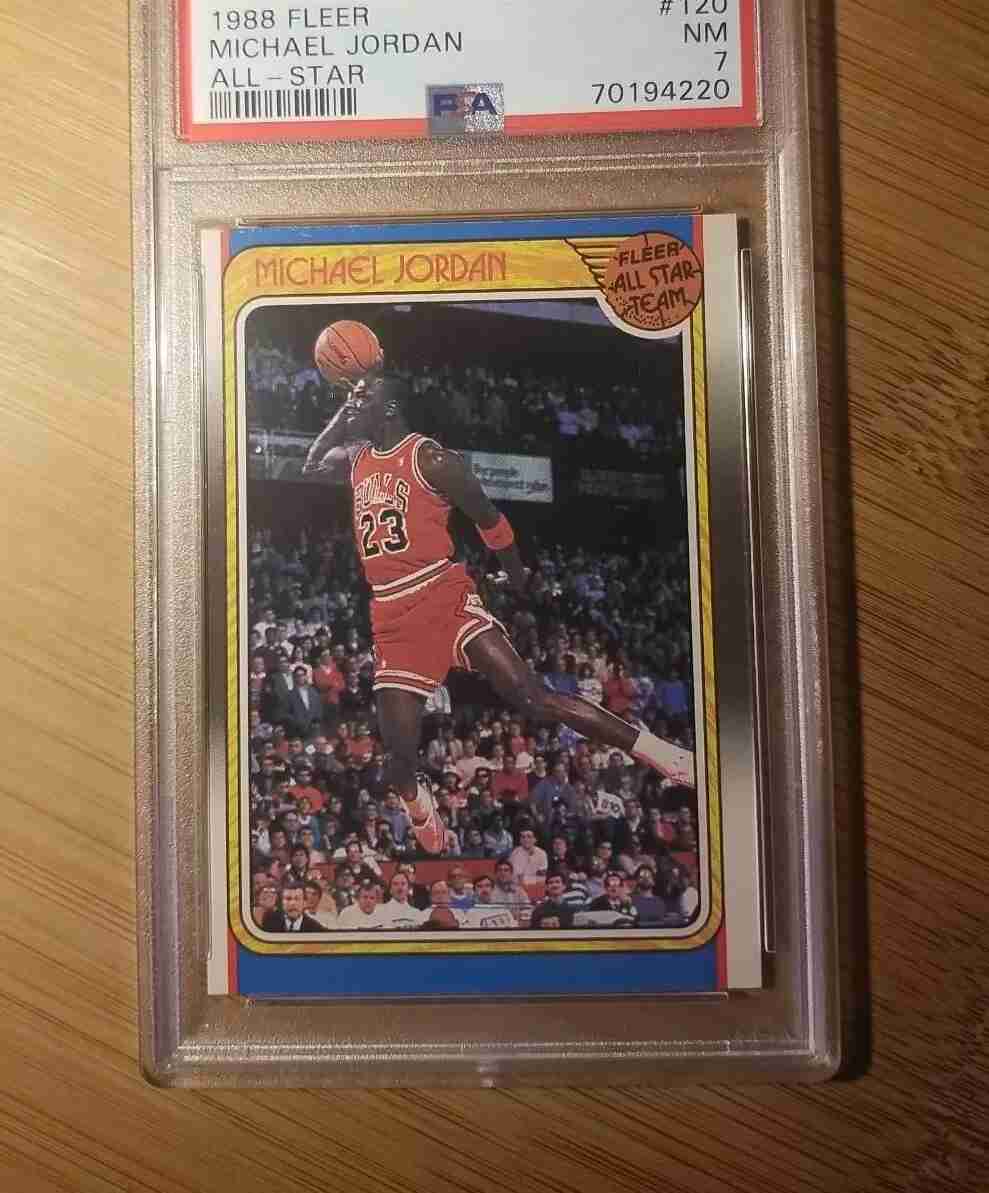 1988 FLEER
#120
MICHAEL JORDAN
NM
ALL-STAR
7
PSA
70194220
MICHAEL JORDAN
FLEER
ALL STAR
TEAM
BULLS
23